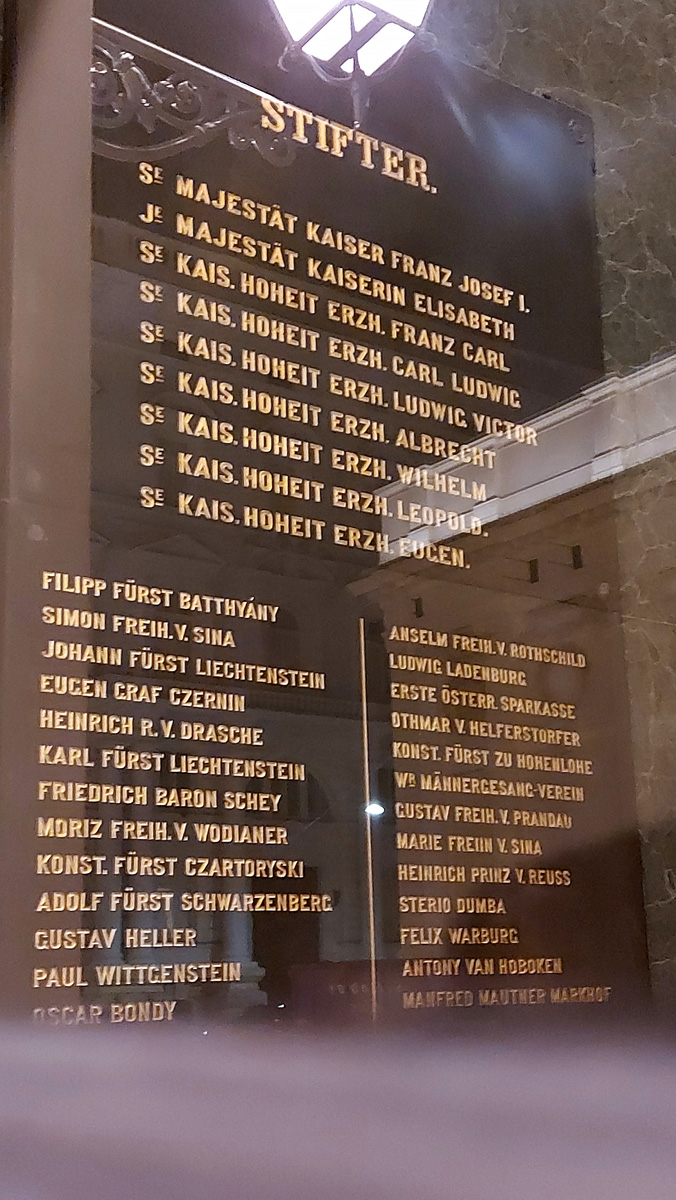 STIFTER.
SE MAJESTÄT KAISER FRANZ JOSEF I.
JE MAJESTÄT KAISERIN ELISABETH
SE KAIS. HOHEIT ERZH. FRANZ CARL
SE KAIS. HOHEIT ERZH. CARL LUDWIG
SE KAIS. HOHEIT ERZH. LUDWIG VICTOR
SE KAIS. HOHEIT ERZH. ALBRECHT
SE KAIS. HOHEIT ERZH. WILHELM
SE KAIS. HOHEIT ERZH. LEOPOLD.
SE KAIS. HOHEIT ERZH. EUGEN.
FILIPP FÜRST BATTHYÁNY
SIMON FREIH. V. SINA
JOHANN FÜRST LIECHTENSTEIN
EUGEN GRAF CZERNIN
HEINRICH R. V. DRASCHE
KARL FÜRST LIECHTENSTEIN
FRIEDRICH BARON SCHEY
MORIZ FREIH. V. WODIANER
KONST. FÜRST CZARTORYSKI
ADOLF FÜRST SCHWARZENBERG
GUSTAV HELLER
PAUL WITTGENSTEIN
OSCAR BONDY
ANSELM FREIH. V. ROTHSCHILD
LUDWIG LADENBURG
ERSTE ÖSTERR. SPARKASSE
OTHMAR V. HELFERSTORFER
KONST. FÜRST ZU HOHENLOHE
WR MÄNNERGESANG-VEREIN
GUSTAV FREIH. V. PRANDAU
MARIE FREIIN V. SINA
HEINRICH PRINZ V. REUSS
STERIO DUMBA
FELIX WARBURG
ANTONY VAN HOBOKEN
MANFRED MAUTNER MARKHOF